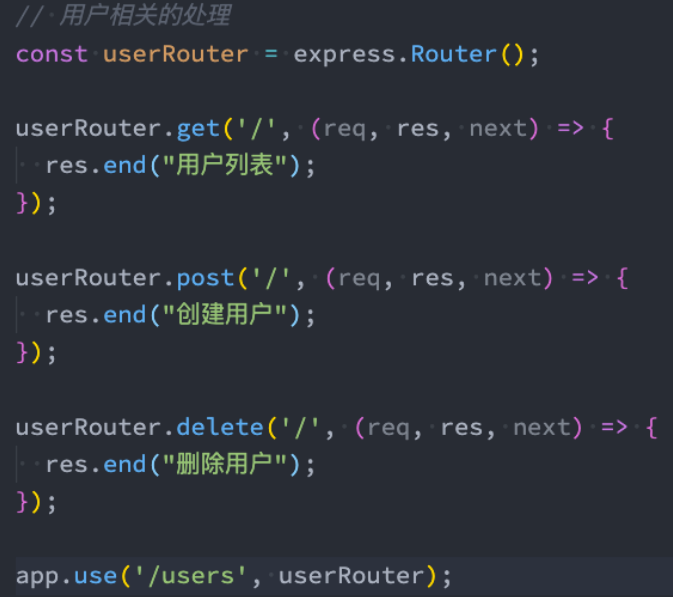 // 用户相关的处理
const userRouter = express.Router();
userRouter.get('/', (req, res, next) => {
  res.end("用户列表");
});
userRouter.post('/', (req, res, next) => {
  res.end("创建用户");
});
userRouter.delete('/', (req, res, next) => {
  res.end("删除用户");
});
app.use('/users', userRouter);